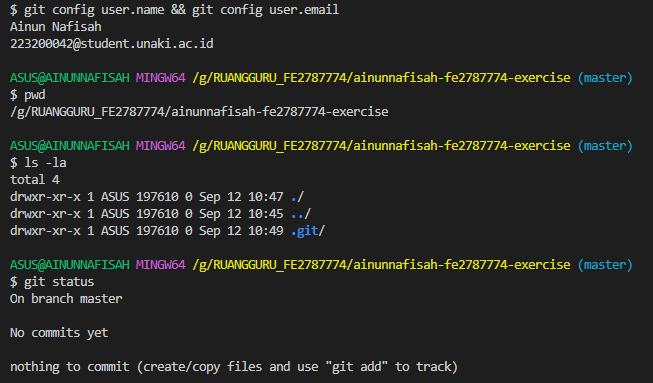 $ git config user.name && git config user.email
Ainun Nafisah
223200042@student.unaki.ac.id
ASUS@AINUNNAFISAH MINGW64 /g/RUANGGURU_FE2787774/ainunnafisah-fe2787774-exercise (master)
$ pwd
/g/RUANGGURU_FE2787774/ainunnafisah-fe2787774-exercise
ASUS@AINUNNAFISAH MINGW64 /g/RUANGGURU_FE2787774/ainunnafisah-fe2787774-exercise (master)
$ ls -la
total 4
drwxr-xr-x 1 ASUS 197610 0 Sep 12 10:47 ./
drwxr-xr-x 1 ASUS 197610 0 Sep 12 10:45 ../
drwxr-xr-x 1 ASUS 197610 0 Sep 12 10:49 .git/
ASUS@AINUNNAFISAH MINGW64 /g/RUANGGURU_FE2787774/ainunnafisah-fe2787774-exercise (master)
$ git status
On branch master
No commits yet
nothing to commit (create/copy files and use "git add" to track)